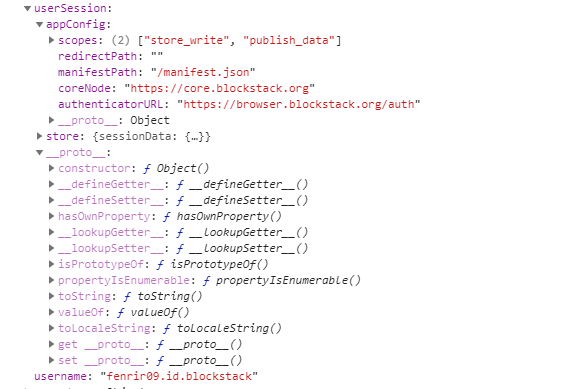 userSession:
appConfig:
scopes: (2) ["store_write", "publish_data"]
redirectPath: ""
manifestPath: "/manifest.json"
coreNode: "https://core.blockstack.org"
authenticatorURL: "https://browser.blockstack.org/auth"
__proto__: Object
store: {sessionData: {…}}
__proto__:
constructor: ƒ Object()
__defineGetter__: ƒ __defineGetter__()
__defineSetter__: ƒ __defineSetter__()
hasOwnProperty: ƒ hasOwnProperty()
__lookupGetter__: ƒ __lookupGetter__()
__lookupSetter__: ƒ __lookupSetter__()
isPrototypeOf: ƒ isPrototypeOf()
propertyIsEnumerable: ƒ propertyIsEnumerable()
toString: ƒ toString()
valueOf: ƒ valueOf()
toLocaleString: ƒ toLocaleString()
get __proto__: ƒ __proto__()
set __proto__: ƒ __proto__()
username: "fenrir09.id.blockstack"